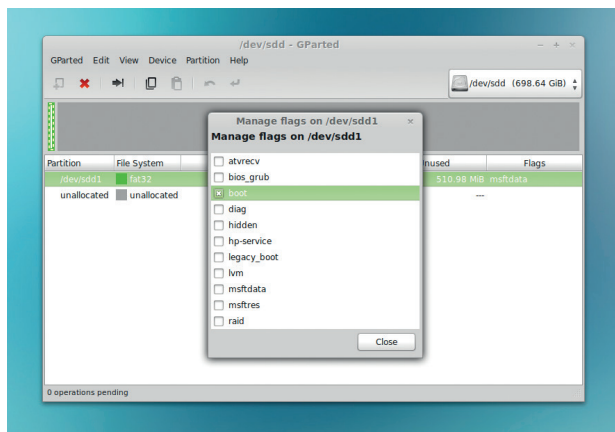 /dev/sdd - GParted
GParted Edit View Device Partition Help
/dev/sdd (698.64 GiB)
Manage flags on /dev/sdd1
Manage flags on /dev/sdd1
Partition File System Flags
/dev/sdd1 fat32 510.98 MiB msftdata
unallocated unallocated ---
atvrecv
bios_grub
boot
diag
hidden
hp-service
legacy_boot
lvm
msftdata
msftres
raid
Close
0 operations pending